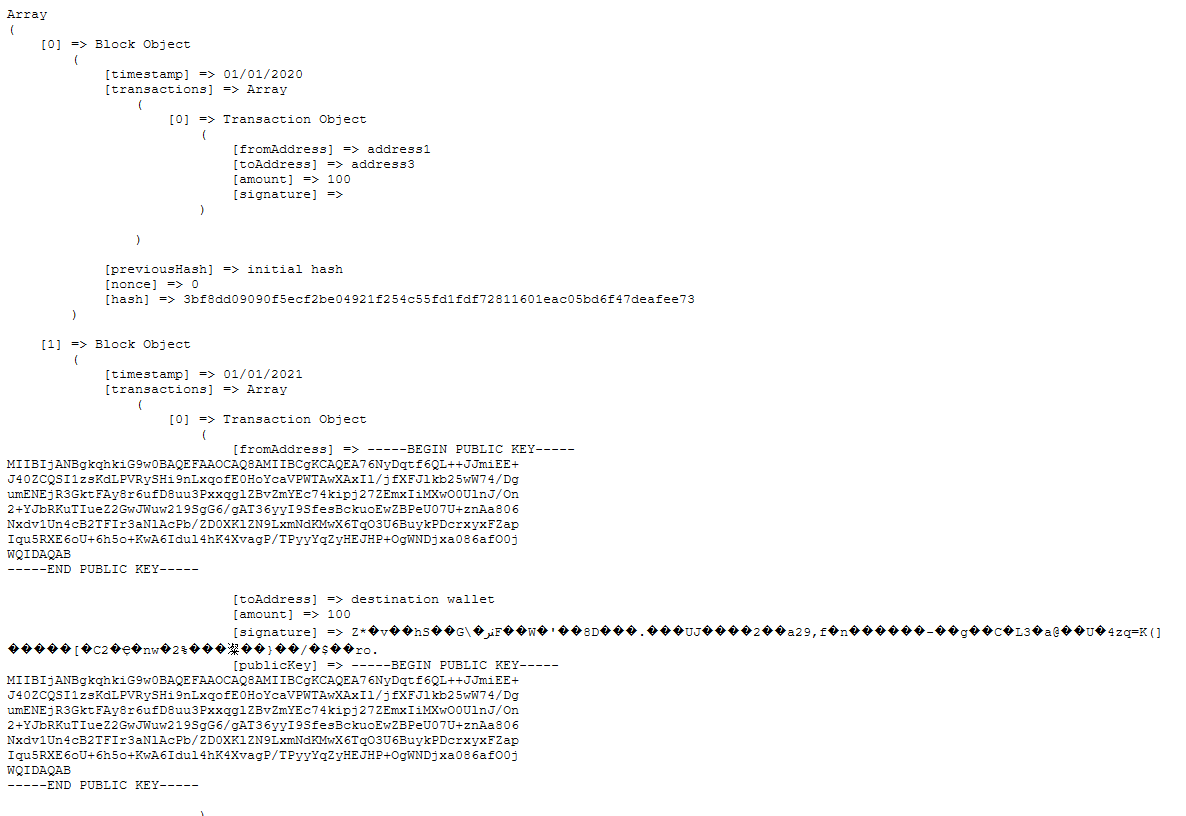 Array
(
[0] => Block Object
(
[timestamp] => 01/01/2020
[transactions] => Array
(
[0] => Transaction Object
(
[fromAddress] => address1
[toAddress] => address3
[amount] => 100
[signature] =>
)
)
[previousHash] => initial hash
[nonce] => 0
[hash] => 3bf8dd09090f5ecf2be04921f254c55fd1fdf72811601eac05bd6f47deafee73
)
[1] => Block Object
(
[timestamp] => 01/01/2021
[transactions] => Array
(
[0] => Transaction Object
(
[fromAddress] => -----BEGIN PUBLIC KEY-----
MIIBIjANBgkqhkiG9w0BAQEFAAOCAQ8AMIIBCgKCAQEA76NyDqtf6QL++JJmiEE+
J40ZCQSI1zsKdLPVRySHi9nLxqofE0HoYcaVPWTAwXAxIl/jfXFJlkb25wW74/Dg
umENEjR3GktFAy8r6ufD8uu3PxxqglZBvZmYEc74kipj27ZEmxIiMXwO0UlnJ/On
2+YJbRKuTIueZ2GwJWuw219SgG6/gAT36yyI9SfesBckuoEwZBPeU07U+znAa806
Nxdv1Un4cB2TFIr3aNlAcPb/ZD0XKlZN9LxmNdKMwX6TqO3U6BuykPDcrxyxFZap
Iqu5RXE6oU+6h5o+KwA6Idul4hK4XvagP/TPyyYqZyHEJHP+OgWNDjxa086afO0j
WQIDAQAB
-----END PUBLIC KEY-----
[toAddress] => destination wallet
[amount] => 100
[signature] => Z*�v��hS��G\�F��W�'��8D���.���UJ����2��a29,f�n������-��g��C�L3�a@��U�4zq=K(]
�����[�C2��nw�2%�����}��/�$��ro.
[publicKey] => -----BEGIN PUBLIC KEY-----
MIIBIjANBgkqhkiG9w0BAQEFAAOCAQ8AMIIBCgKCAQEA76NyDqtf6QL++JJmiEE+
J40ZCQSI1zsKdLPVRySHi9nLxqofE0HoYcaVPWTAwXAxIl/jfXFJlkb25wW74/Dg
umENEjR3GktFAy8r6ufD8uu3PxxqglZBvZmYEc74kipj27ZEmxIiMXwO0UlnJ/On
2+YJbRKuTIueZ2GwJWuw219SgG6/gAT36yyI9SfesBckuoEwZBPeU07U+znAa806
Nxdv1Un4cB2TFIr3aNlAcPb/ZD0XKlZN9LxmNdKMwX6TqO3U6BuykPDcrxyxFZap
Iqu5RXE6oU+6h5o+KwA6Idul4hK4XvagP/TPyyYqZyHEJHP+OgWNDjxa086afO0j
WQIDAQAB
-----END PUBLIC KEY-----
)